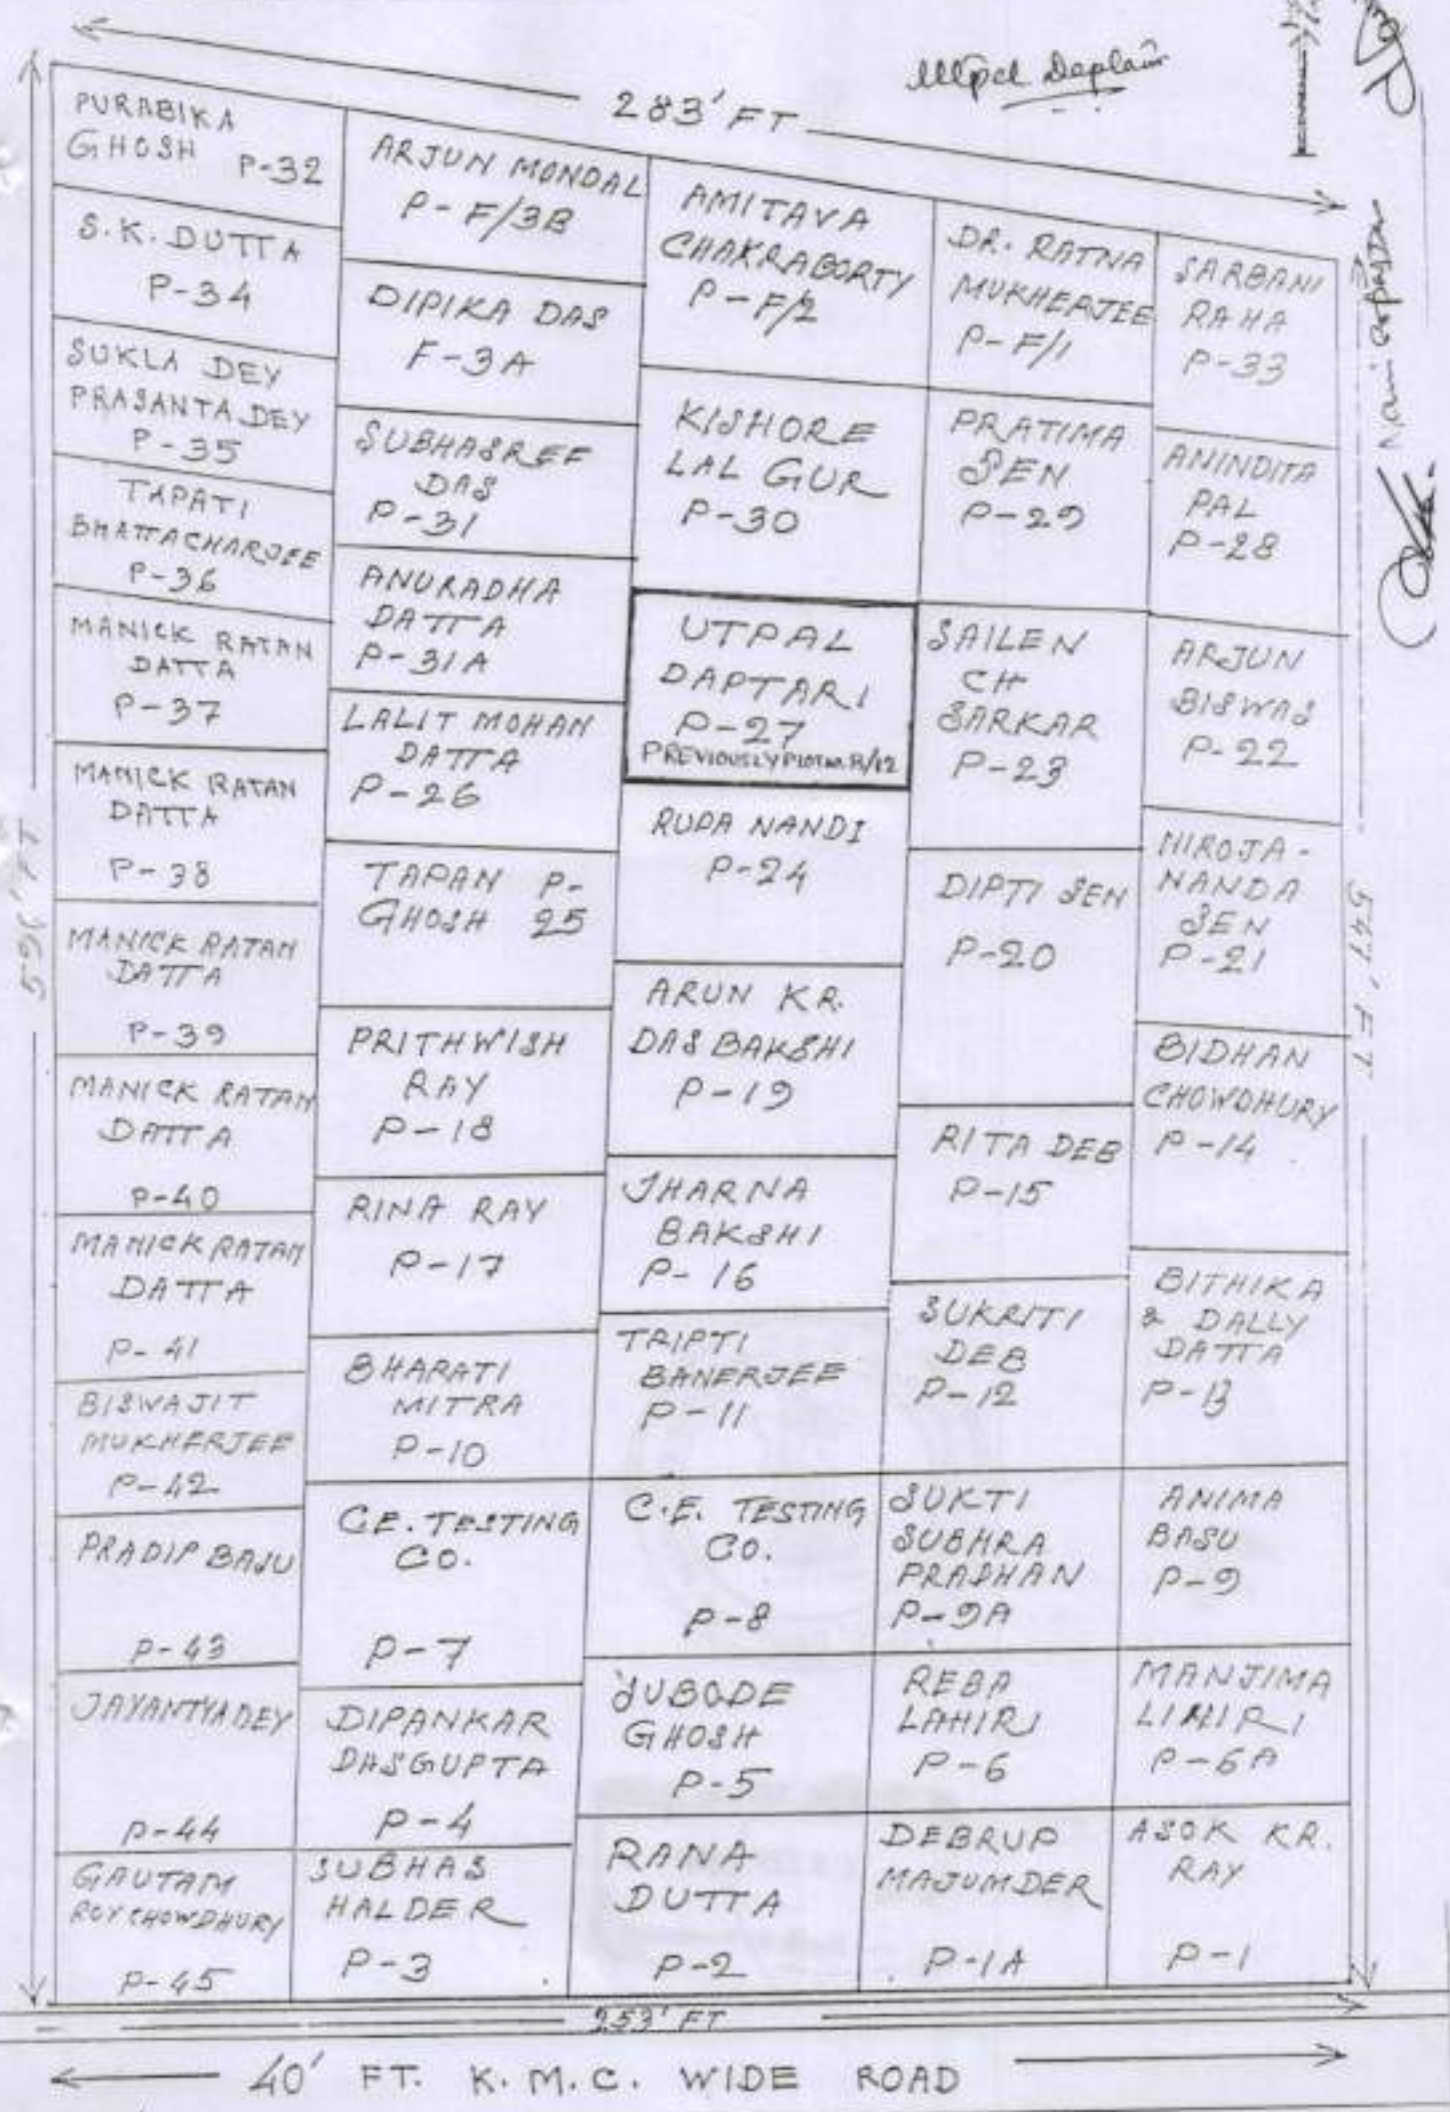 283' FT
PURABIKA
GHOSH P-32
S.K. DUTTA
P-34
SUKLA DEY
PRASANTA DEY
P-35
TAPATI
BHATTACHARJEE
P-36
MANICK RATAN
DATTA
P-37
MANICK RATAN
DATTA
P-38
MANICK RATAN
DATTA
P-39
MANICK RATAN
DATTA
P-40
MANICK RATAN
DATTA
P-41
BISWAJIT
MUKHERJEE
P-42
PRADIP BASU
P-43
JAYANTYA DEY
P-44
GAUTAM
ROY CHOWDHURY
P-45
ARJUN MONDAL
P-F/3B
DIPIKA DAS
F-3A
SUBHASREE
DAS
P-31
ANURADHA
DATTA
P-31A
LALIT MOHAN
DATTA
P-26
TAPAN P-
GHOSH 25
PRITHWISH
RAY
P-18
RINA RAY
P-17
BHARATI
MITRA
P-10
C.E. TESTING
CO.
P-7
DIPANKAR
DASGUPTA
P-4
SUBHAS
HALDER
P-3
AMITAVA
CHAKRABORTY
P-F/2
KISHORE
LAL GUR
P-30
UTPAL
DAPTARI
P-27
PREVIOUSLY PLOT No. B/12
RUPA NANDI
P-24
ARUN KR.
DAS BAKSHI
P-19
JHARNA
BAKSHI
P-16
TRIPTI
BANERJEE
P-11
C.E. TESTING
CO.
P-8
SUBODE
GHOSH
P-5
RANA
DUTTA
P-2
DR. RATNA
MUKHERJEE
P-F/1
PRATIMA
SEN
P-29
SAILEN
CH
SARKAR
P-23
DIPTI SEN
P-20
RITA DEB
P-15
SUKRITI
DEB
P-12
SUKTI
SUBHRA
PRADHAN
P-9A
REBA
LAHIRI
P-6
DEBRUP
MAJUMDER
P-1A
SARBANI
RAHA
P-33
ANINDITA
PAL
P-28
ARJUN
BISWAS
P-22
NIROJA-
NANDA
SEN
P-21
BIDHAN
CHOWDHURY
P-14
BITHIKA
& DALLY
DATTA
P-13
ANIMA
BASU
P-9
MANJIMA
LIHIRI
P-6A
ASOK KR.
RAY
P-1
253' FT
40' FT. K.M.C. WIDE ROAD